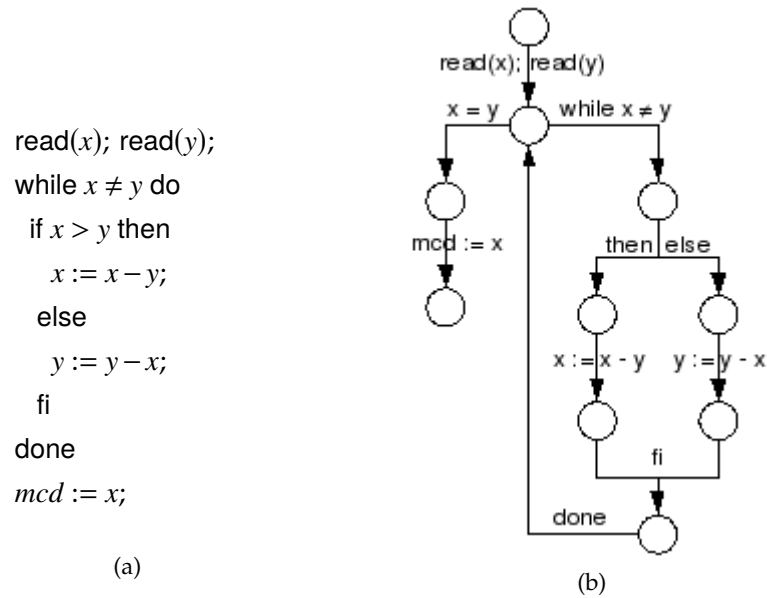 read(x); read(y);
while x ≠ y do
if x > y then
x := x − y;
else
y := y − x;
fi
done
mcd := x;
(a)
read(x); read(y)
x = y
while x ≠ y
mcd := x
then
else
x := x - y
y := y - x
fi
done
(b)